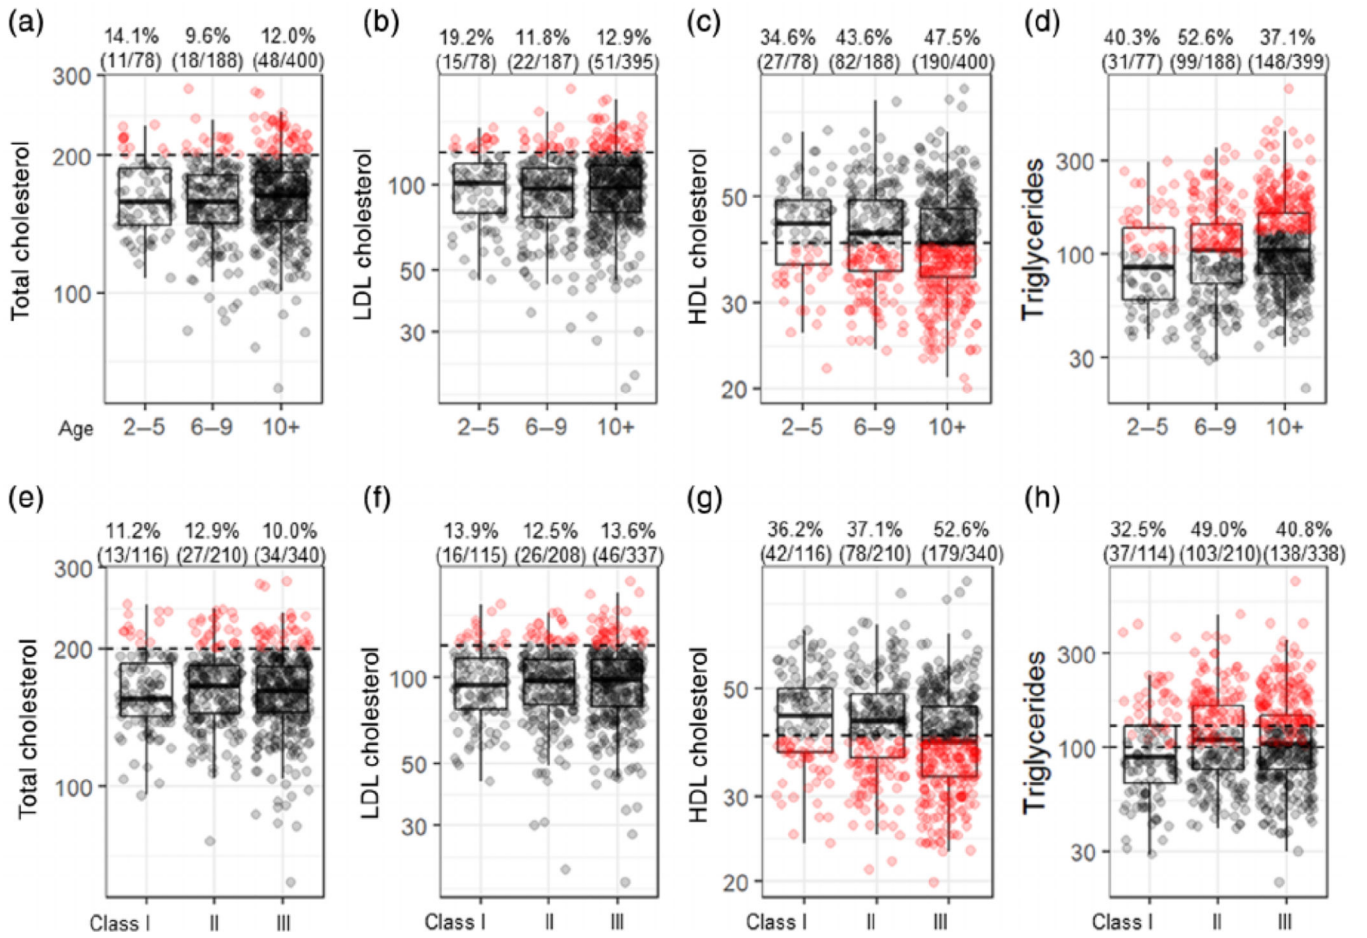 (a)
14.1% 9.6% 12.0%
(11/78) (18/188) (48/400)
300
200
100
Total cholesterol
Age 2–5 6–9 10+
(b)
19.2% 11.8% 12.9%
(15/78) (22/187) (51/395)
100
50
30
LDL cholesterol
2–5 6–9 10+
(c)
34.6% 43.6% 47.5%
(27/78) (82/188) (190/400)
50
30
20
HDL cholesterol
2–5 6–9 10+
(d)
40.3% 52.6% 37.1%
(31/77) (99/188) (148/399)
300
100
30
Triglycerides
2–5 6–9 10+
(e)
11.2% 12.9% 10.0%
(13/116) (27/210) (34/340)
300
200
100
Total cholesterol
Class I II III
(f)
13.9% 12.5% 13.6%
(16/115) (26/208) (46/337)
100
50
30
LDL cholesterol
Class I II III
(g)
36.2% 37.1% 52.6%
(42/116) (78/210) (179/340)
50
30
20
HDL cholesterol
Class I II III
(h)
32.5% 49.0% 40.8%
(37/114) (103/210) (138/338)
300
100
30
Triglycerides
Class I II III